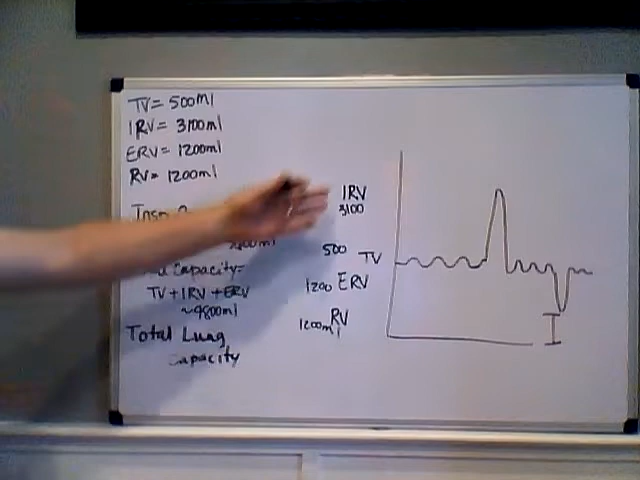 TV = 500ml
IRV = 3100ml
ERV = 1200ml
RV = 1200ml
Capacity =
TV + IRV + ERV
~4800ml
Total Lung
Capacity
IRV
3100
500 TV
1200 ERV
RV
1200ml